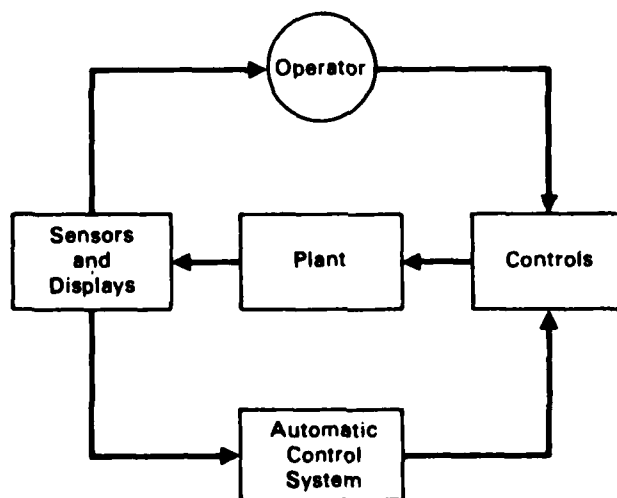 Operator
Sensors
and
Displays
Plant
Controls
Automatic
Control
System